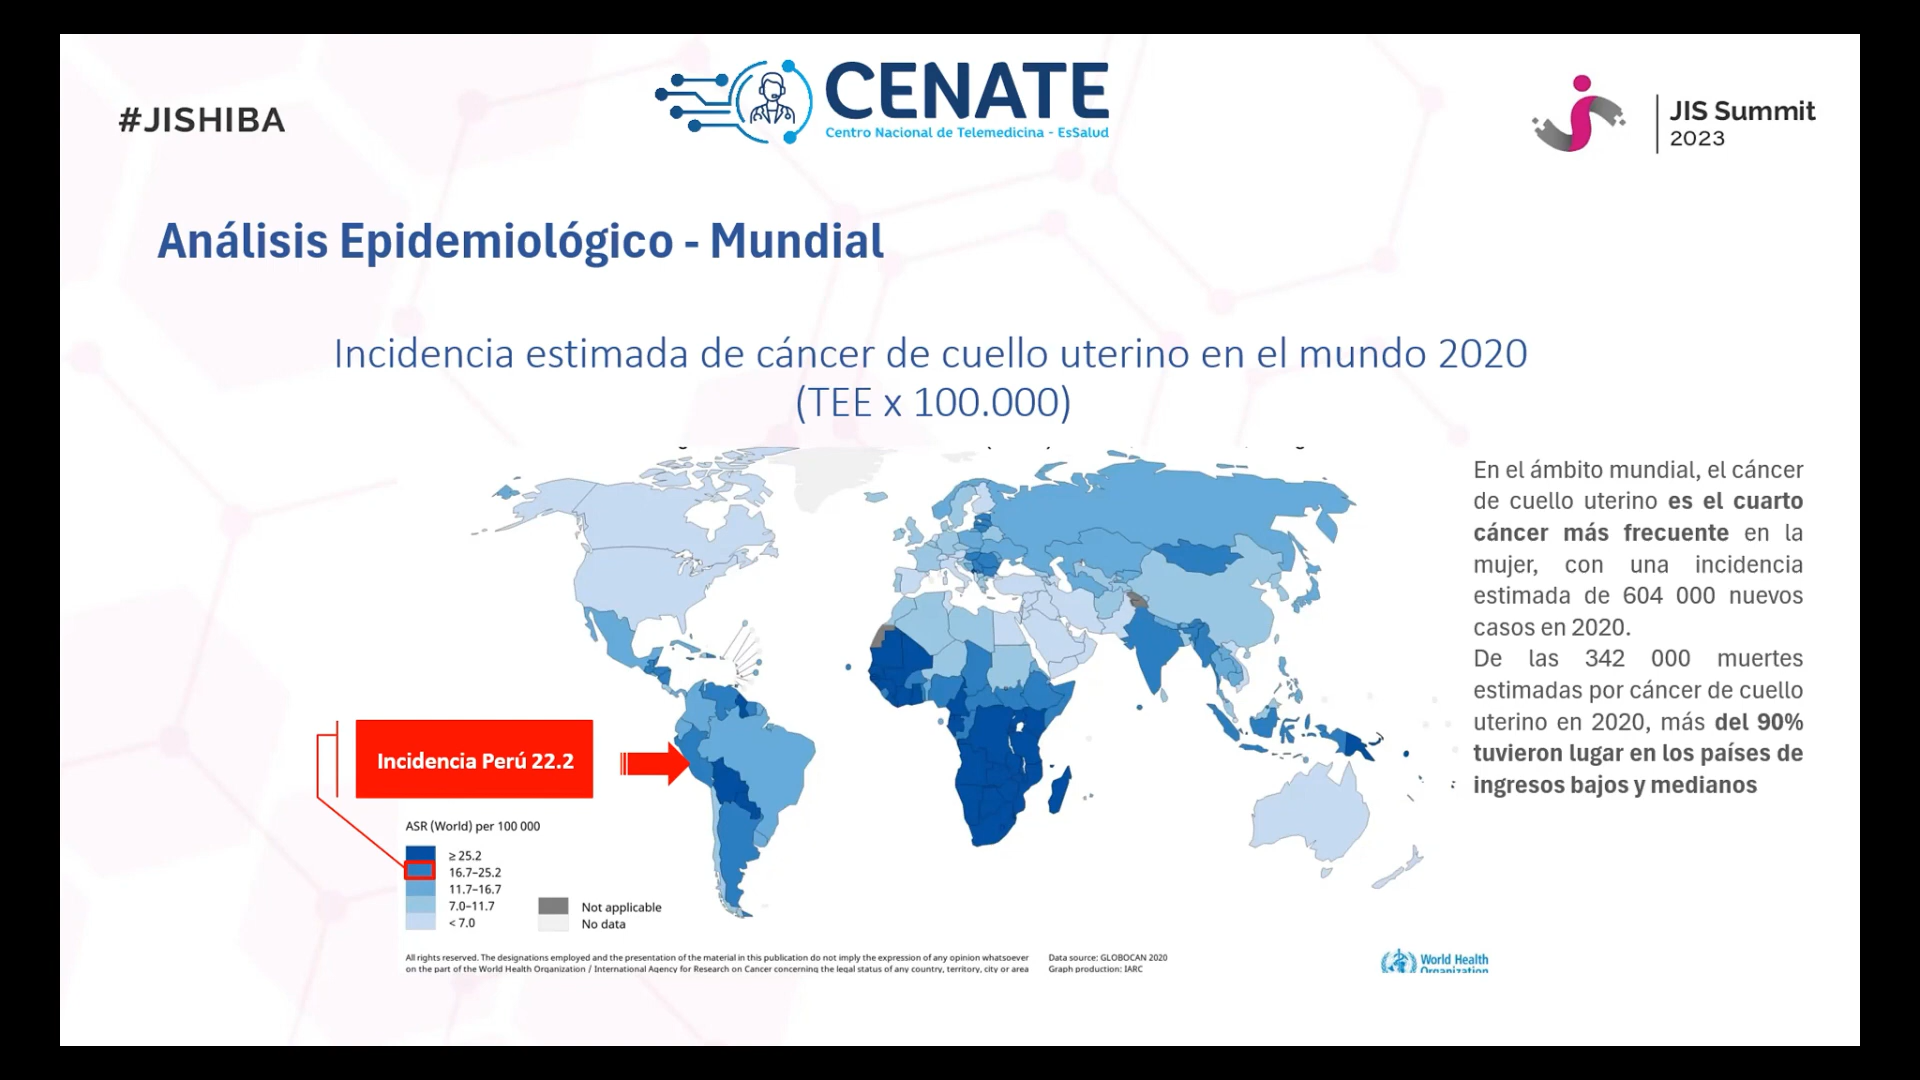 #JISHIBA
CENATE
Centro Nacional de Telemedicina - EsSalud
JIS Summit
2023
Análisis Epidemiológico - Mundial
Incidencia estimada de cáncer de cuello uterino en el mundo 2020
(TEE x 100.000)
En el ámbito mundial, el cáncer
de cuello uterino es el cuarto
cáncer más frecuente en la
mujer, con una incidencia
estimada de 604 000 nuevos
casos en 2020.
De las 342 000 muertes
estimadas por cáncer de cuello
uterino en 2020, más del 90%
tuvieron lugar en los países de
ingresos bajos y medianos
Incidencia Perú 22.2
ASR (World) per 100 000
≥ 25.2
16.7–25.2
11.7–16.7
7.0–11.7
< 7.0
Not applicable
No data
All rights reserved. The designations employed and the presentation of the material in this publication do not imply the expression of any opinion whatsoever
on the part of the World Health Organization / International Agency for Research on Cancer concerning the legal status of any country, territory, city or area
Data source: GLOBOCAN 2020
Graph production: IARC
World Health
Organization